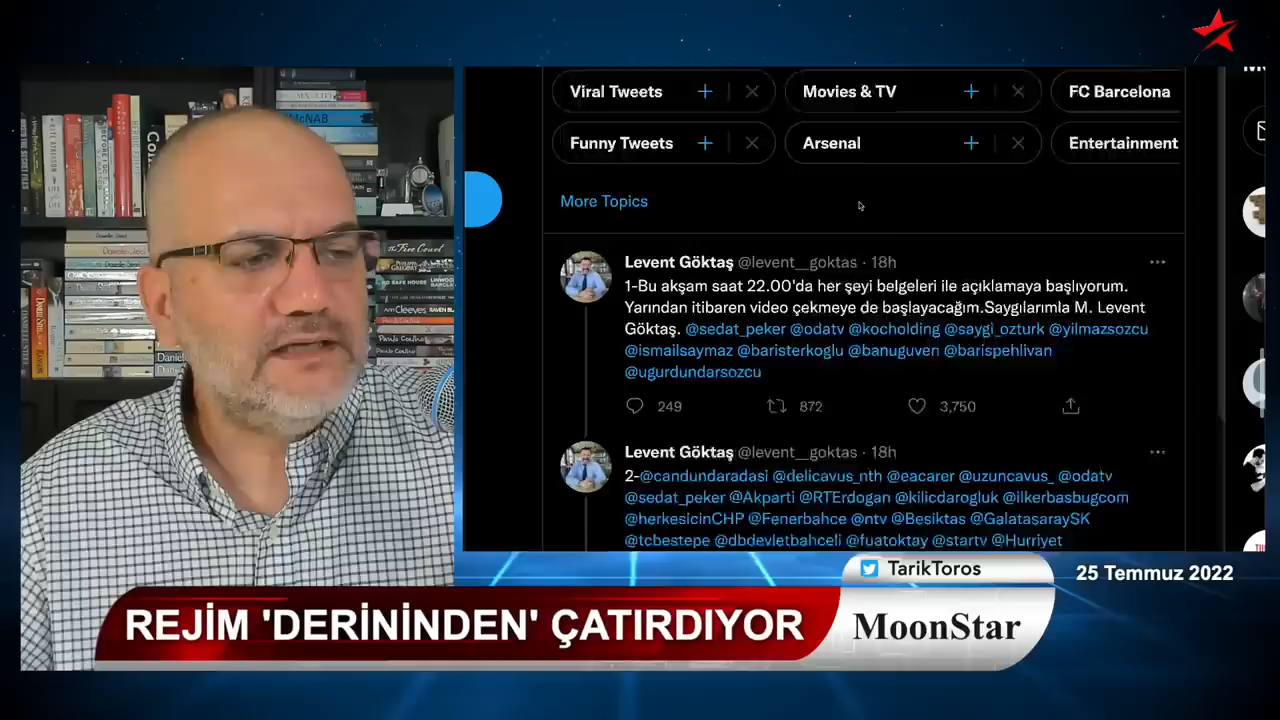 Viral Tweets
Movies & TV
FC Barcelona
Funny Tweets
Arsenal
Entertainment
More Topics
Levent Göktaş @levent__goktas · 18h
1-Bu akşam saat 22.00'da her şeyi belgeleri ile açıklamaya başlıyorum.
Yarından itibaren video çekmeye de başlayacağım.Saygılarımla M. Levent
Göktaş. @sedat_peker @odatv @kocholding @saygi_ozturk @yilmazsozcu
@ismailsaymaz @baristerkoglu @banuguven @barispehlivan
@ugurdundarsozcu
249 872 3,750
Levent Göktaş @levent__goktas · 18h
2-@candundaradasi @delicavus_nth @eacarer @uzuncavus_ @odatv
@sedat_peker @Akparti @RTErdogan @kilicdarogluk @ilkerbasbugcom
@herkesicinCHP @Fenerbahce @ntv @Besiktas @GalatasaraySK
@tcbestepe @dbdevletbahceli @fuatoktay @startv @Hurriyet
TarikToros
25 Temmuz 2022
REJİM 'DERİNİNDEN' ÇATIRDIYOR
MoonStar